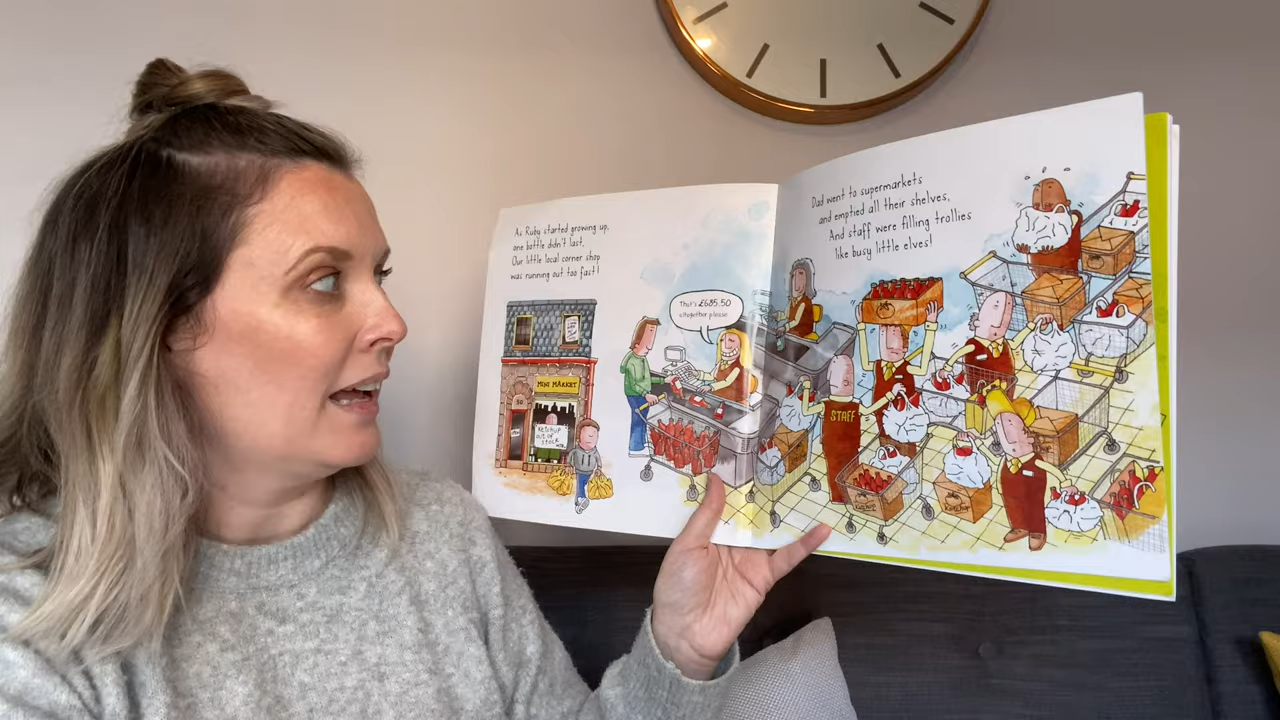 As Ruby started growing up,
one bottle didn't last,
Our little local corner shop
was running out too fast!
MINI MARKET
KETCHUP
OUT OF
STOCK
That's £685.50
altogether please
Dad went to supermarkets
and emptied all their shelves,
And staff were filling trollies
like busy little elves!
STAFF
Ketchup
Ketchup